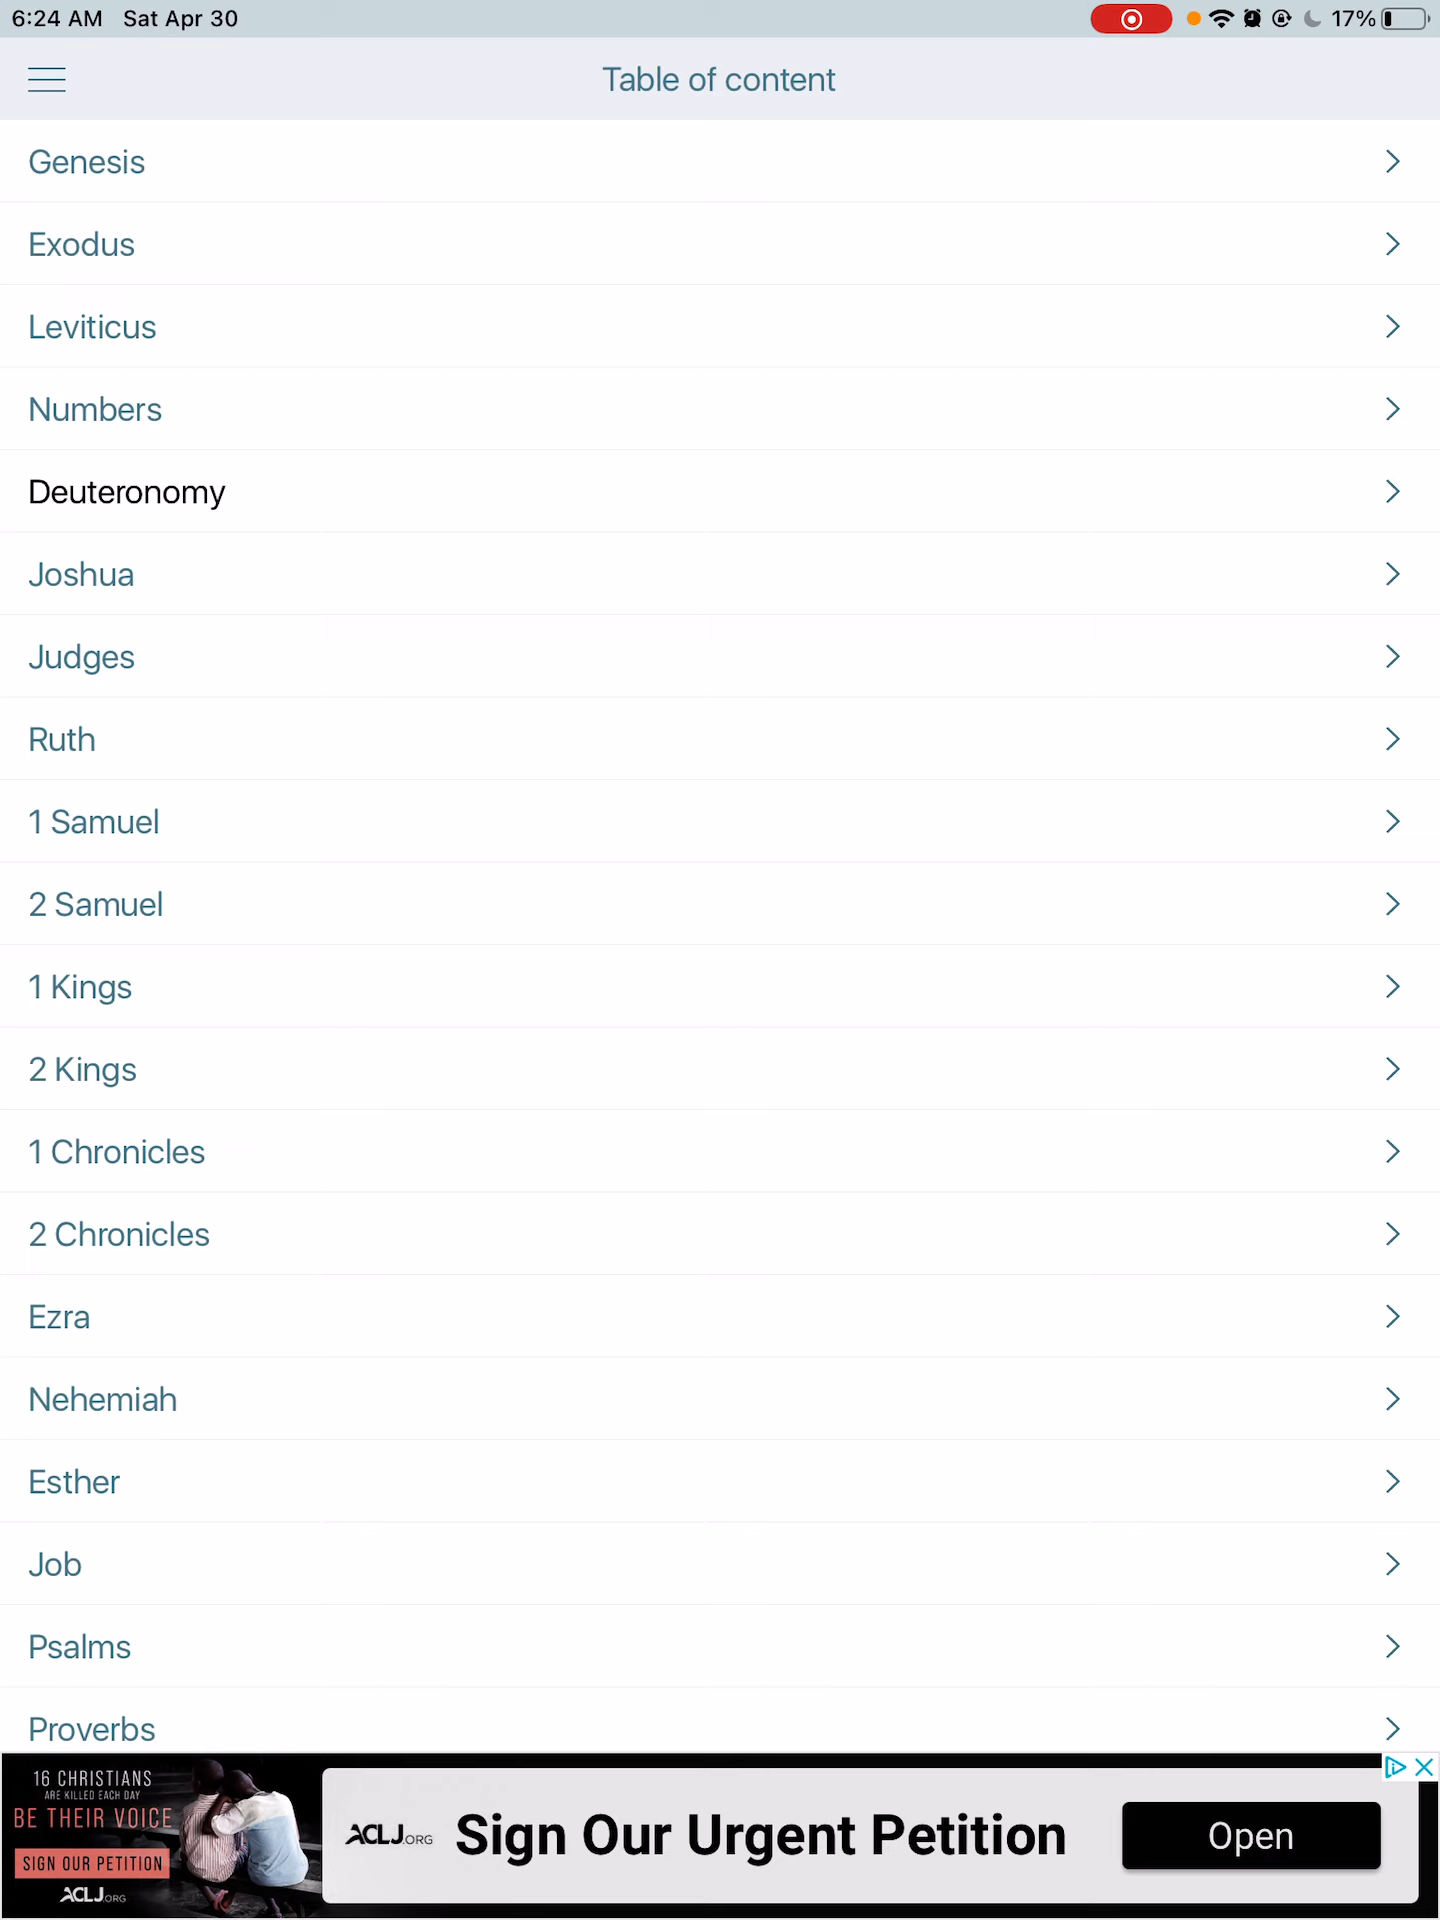 6:24 AM Sat Apr 30 17%
Table of content
Genesis
Exodus
Leviticus
Numbers
Deuteronomy
Joshua
Judges
Ruth
1 Samuel
2 Samuel
1 Kings
2 Kings
1 Chronicles
2 Chronicles
Ezra
Nehemiah
Esther
Job
Psalms
Proverbs
16 CHRISTIANS
ARE KILLED EACH DAY
BE THEIR VOICE
SIGN OUR PETITION
ACLJ.ORG
ACLJ.ORG
Sign Our Urgent Petition
Open